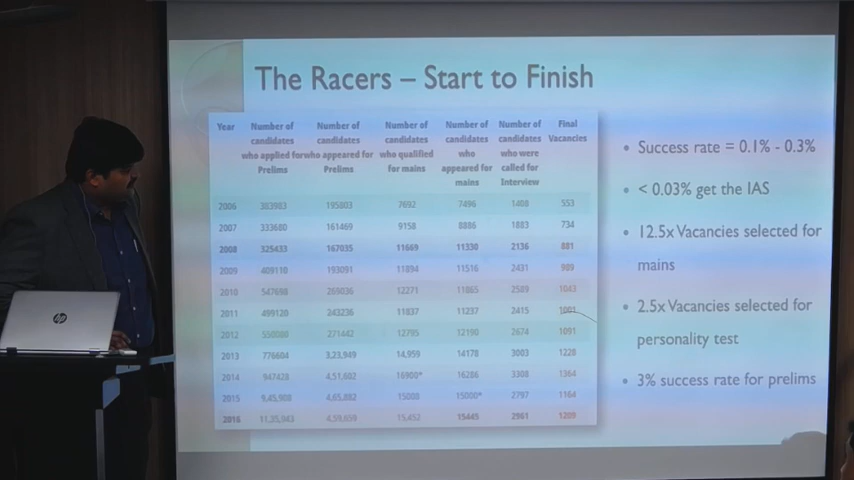 The Racers – Start to Finish
Year Number of candidates who applied for Prelims Number of candidates who appeared for Prelims Number of candidates who qualified for mains Number of candidates who appeared for mains Number of candidates who were called for Interview Final Vacancies
2006 383983 195803 7692 7496 1408 553
2007 333680 161469 9158 8886 1883 734
2008 325433 167035 11669 11330 2136 881
2009 409110 193091 11894 11516 2431 989
2010 547698 269036 12271 11865 2589 1043
2011 499120 243236 11837 11237 2415 1001
2012 550080 271442 12795 12190 2674 1091
2013 776604 3,23,949 14,959 14178 3003 1228
2014 947428 4,51,602 16900* 16286 3308 1364
2015 9,45,908 4,65,882 15008 15000* 2797 1164
2016 11,35,943 4,59,659 15,452 15445 2961 1209
• Success rate = 0.1% - 0.3%
• < 0.03% get the IAS
• 12.5x Vacancies selected for
mains
• 2.5x Vacancies selected for
personality test
• 3% success rate for prelims
hp